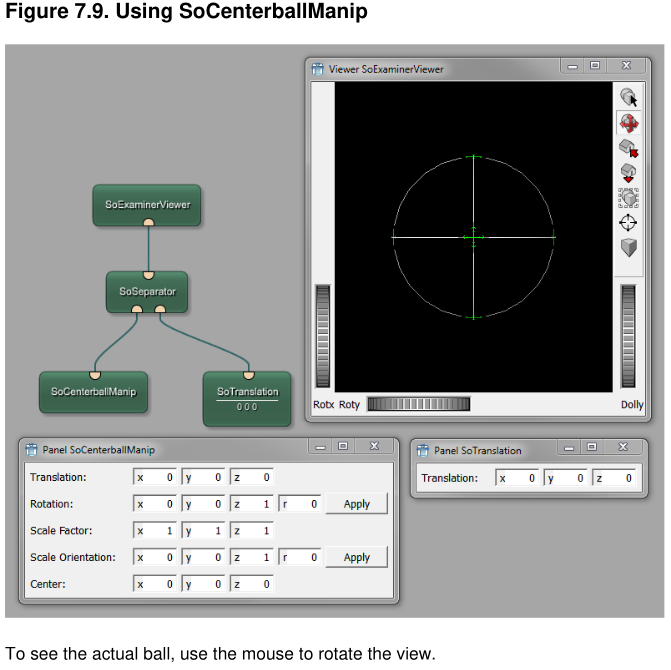 Figure 7.9. Using SoCenterballManip
Viewer SoExaminerViewer
SoExaminerViewer
SoSeparator
SoCenterballManip
SoTranslation
0 0 0
Rotx Roty
Dolly
Panel SoCenterballManip
Translation: x 0 y 0 z 0
Rotation: x 0 y 0 z 1 r 0 Apply
Scale Factor: x 1 y 1 z 1
Scale Orientation: x 0 y 0 z 1 r 0 Apply
Center: x 0 y 0 z 0
Panel SoTranslation
Translation: x 0 y 0 z 0
To see the actual ball, use the mouse to rotate the view.